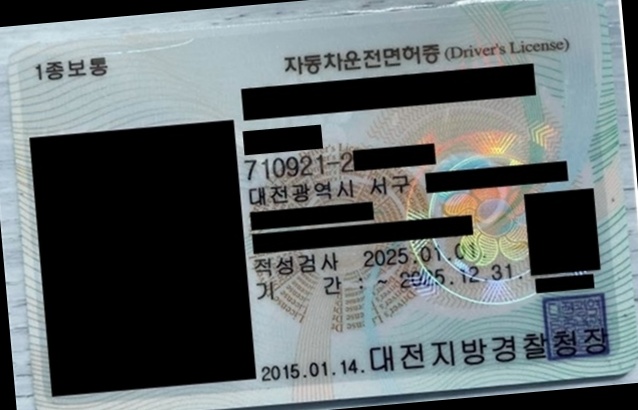 1종보통
자동차운전면허증 (Driver's License)
710921-2
대전광역시 서구
적성검사 2025.01.01.
기 간 : ~ 2025.12.31.
2015.01.14. 대전지방경찰청장